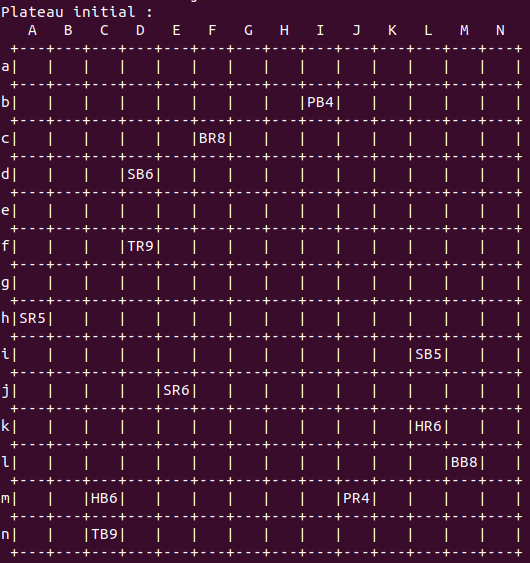 Plateau initial :
   A   B   C   D   E   F   G   H   I   J   K   L   M   N
 +---+---+---+---+---+---+---+---+---+---+---+---+---+---+
a|   |   |   |   |   |   |   |   |   |   |   |   |   |   |
 +---+---+---+---+---+---+---+---+---+---+---+---+---+---+
b|   |   |   |   |   |   |   |   |PB4|   |   |   |   |   |
 +---+---+---+---+---+---+---+---+---+---+---+---+---+---+
c|   |   |   |   |   |BR8|   |   |   |   |   |   |   |   |
 +---+---+---+---+---+---+---+---+---+---+---+---+---+---+
d|   |   |   |SB6|   |   |   |   |   |   |   |   |   |   |
 +---+---+---+---+---+---+---+---+---+---+---+---+---+---+
e|   |   |   |   |   |   |   |   |   |   |   |   |   |   |
 +---+---+---+---+---+---+---+---+---+---+---+---+---+---+
f|   |   |   |TR9|   |   |   |   |   |   |   |   |   |   |
 +---+---+---+---+---+---+---+---+---+---+---+---+---+---+
g|   |   |   |   |   |   |   |   |   |   |   |   |   |   |
 +---+---+---+---+---+---+---+---+---+---+---+---+---+---+
h|SR5|   |   |   |   |   |   |   |   |   |   |   |   |   |
 +---+---+---+---+---+---+---+---+---+---+---+---+---+---+
i|   |   |   |   |   |   |   |   |   |   |   |SB5|   |   |
 +---+---+---+---+---+---+---+---+---+---+---+---+---+---+
j|   |   |   |   |SR6|   |   |   |   |   |   |   |   |   |
 +---+---+---+---+---+---+---+---+---+---+---+---+---+---+
k|   |   |   |   |   |   |   |   |   |   |   |HR6|   |   |
 +---+---+---+---+---+---+---+---+---+---+---+---+---+---+
l|   |   |   |   |   |   |   |   |   |   |   |   |BB8|   |
 +---+---+---+---+---+---+---+---+---+---+---+---+---+---+
m|   |   |HB6|   |   |   |   |   |   |PR4|   |   |   |   |
 +---+---+---+---+---+---+---+---+---+---+---+---+---+---+
n|   |   |TB9|   |   |   |   |   |   |   |   |   |   |   |
 +---+---+---+---+---+---+---+---+---+---+---+---+---+---+